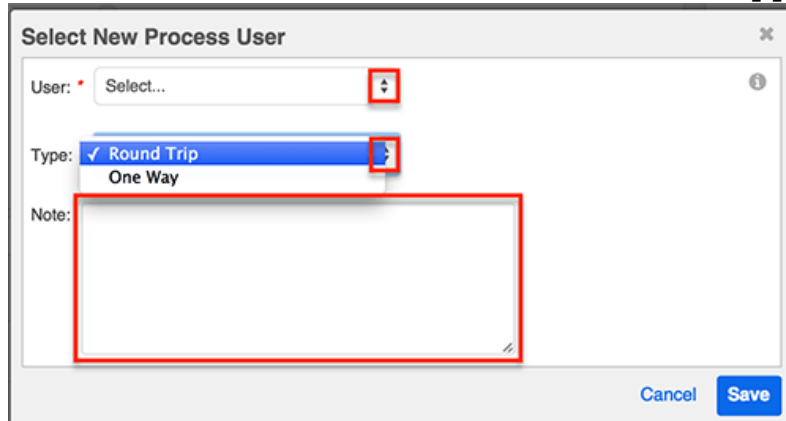 Select New Process User
User: * Select...
Type: ✓ Round Trip
One Way
Note:
Cancel Save